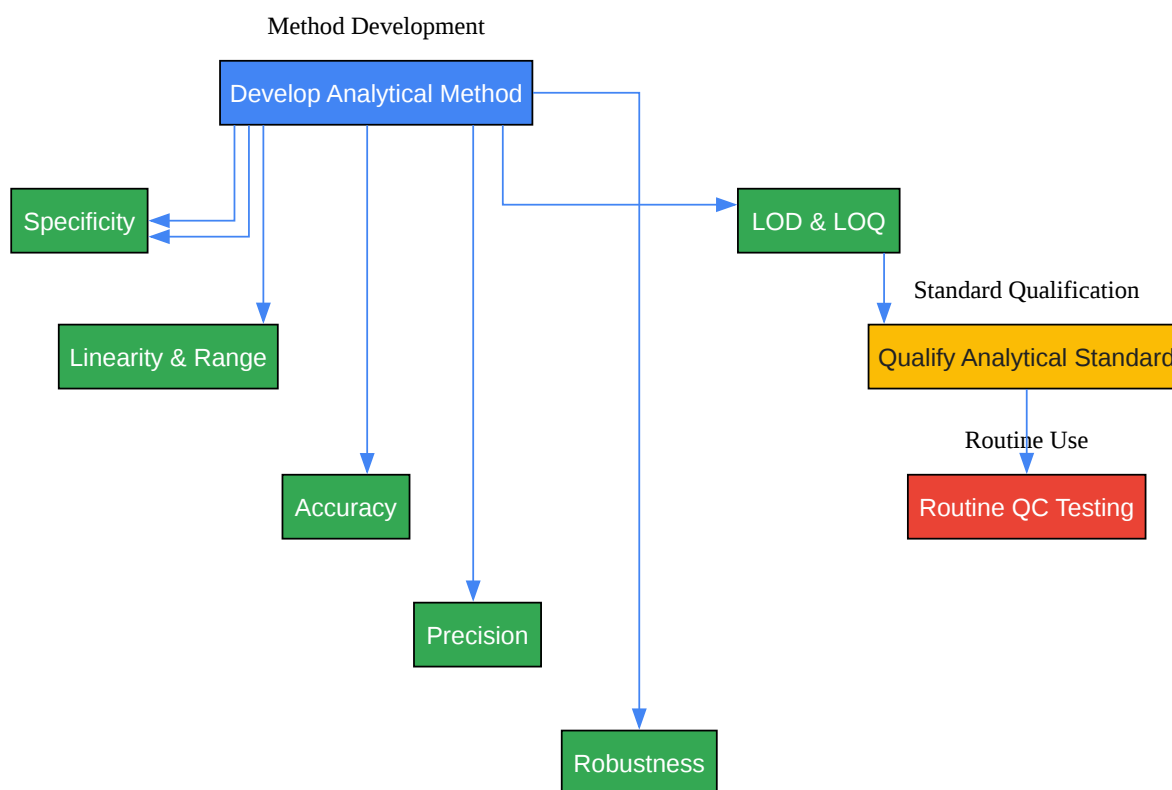 Method Development
Develop Analytical Method
Specificity
LOD & LOQ
Standard Qualification
Linearity & Range
Qualify Analytical Standard
Routine Use
Accuracy
Routine QC Testing
Precision
Robustness